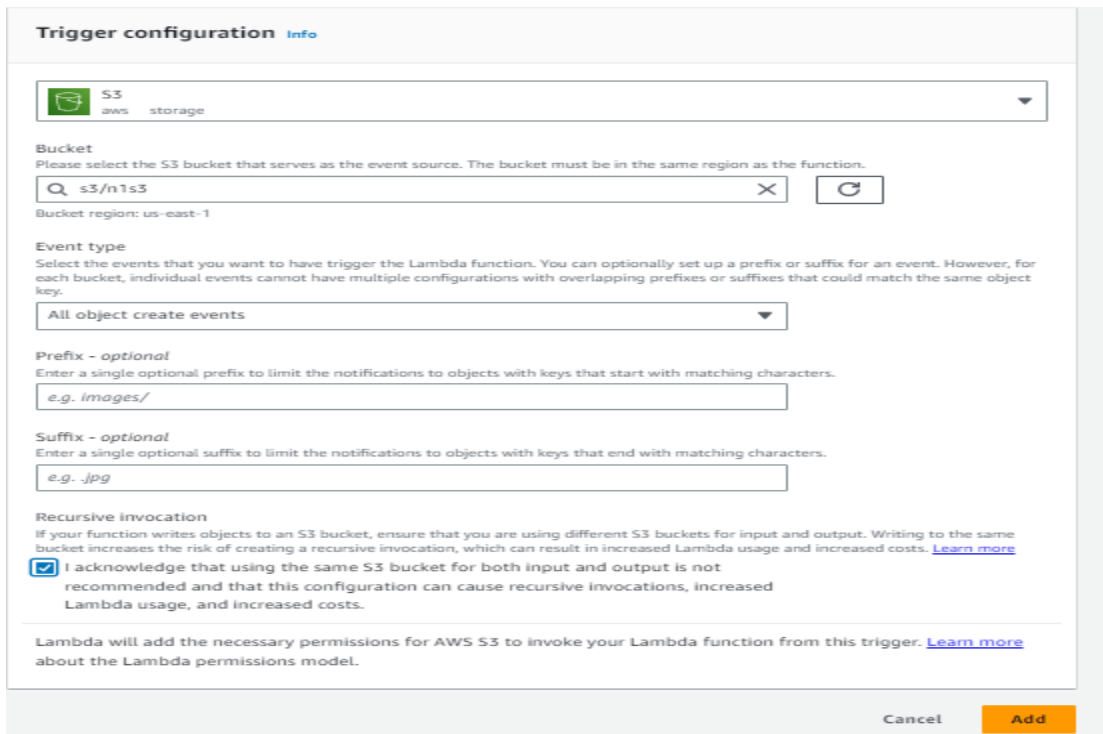 Trigger configuration Info
S3
aws storage
Bucket
Please select the S3 bucket that serves as the event source. The bucket must be in the same region as the function.
s3/n1s3
Bucket region: us-east-1
Event type
Select the events that you want to have trigger the Lambda function. You can optionally set up a prefix or suffix for an event. However, for
each bucket, individual events cannot have multiple configurations with overlapping prefixes or suffixes that could match the same object
key.
All object create events
Prefix - optional
Enter a single optional prefix to limit the notifications to objects with keys that start with matching characters.
e.g. images/
Suffix - optional
Enter a single optional suffix to limit the notifications to objects with keys that end with matching characters.
e.g. .jpg
Recursive invocation
If your function writes objects to an S3 bucket, ensure that you are using different S3 buckets for input and output. Writing to the same
bucket increases the risk of creating a recursive invocation, which can result in increased Lambda usage and increased costs. Learn more
I acknowledge that using the same S3 bucket for both input and output is not
recommended and that this configuration can cause recursive invocations, increased
Lambda usage, and increased costs.
Lambda will add the necessary permissions for AWS S3 to invoke your Lambda function from this trigger. Learn more
about the Lambda permissions model.
Cancel Add